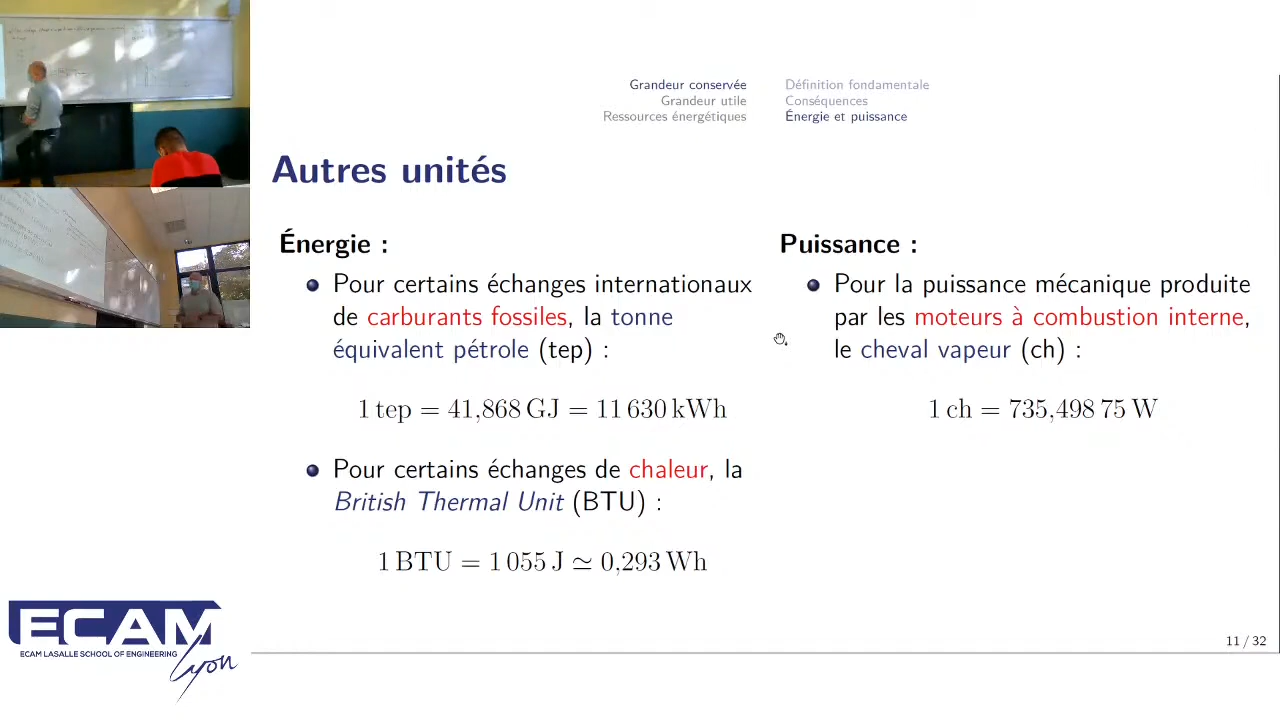 Grandeur conservée
Grandeur utile
Ressources énergétiques
Définition fondamentale
Conséquences
Énergie et puissance
Autres unités
Énergie :
Pour certains échanges internationaux
de carburants fossiles, la tonne
équivalent pétrole (tep) :
1 tep = 41,868 GJ = 11 630 kWh
Pour certains échanges de chaleur, la
British Thermal Unit (BTU) :
1 BTU = 1 055 J ≃ 0,293 Wh
Puissance :
Pour la puissance mécanique produite
par les moteurs à combustion interne,
le cheval vapeur (ch) :
1 ch = 735,498 75 W
ECAM
ECAM LASALLE SCHOOL OF ENGINEERING
Lyon
11 / 32